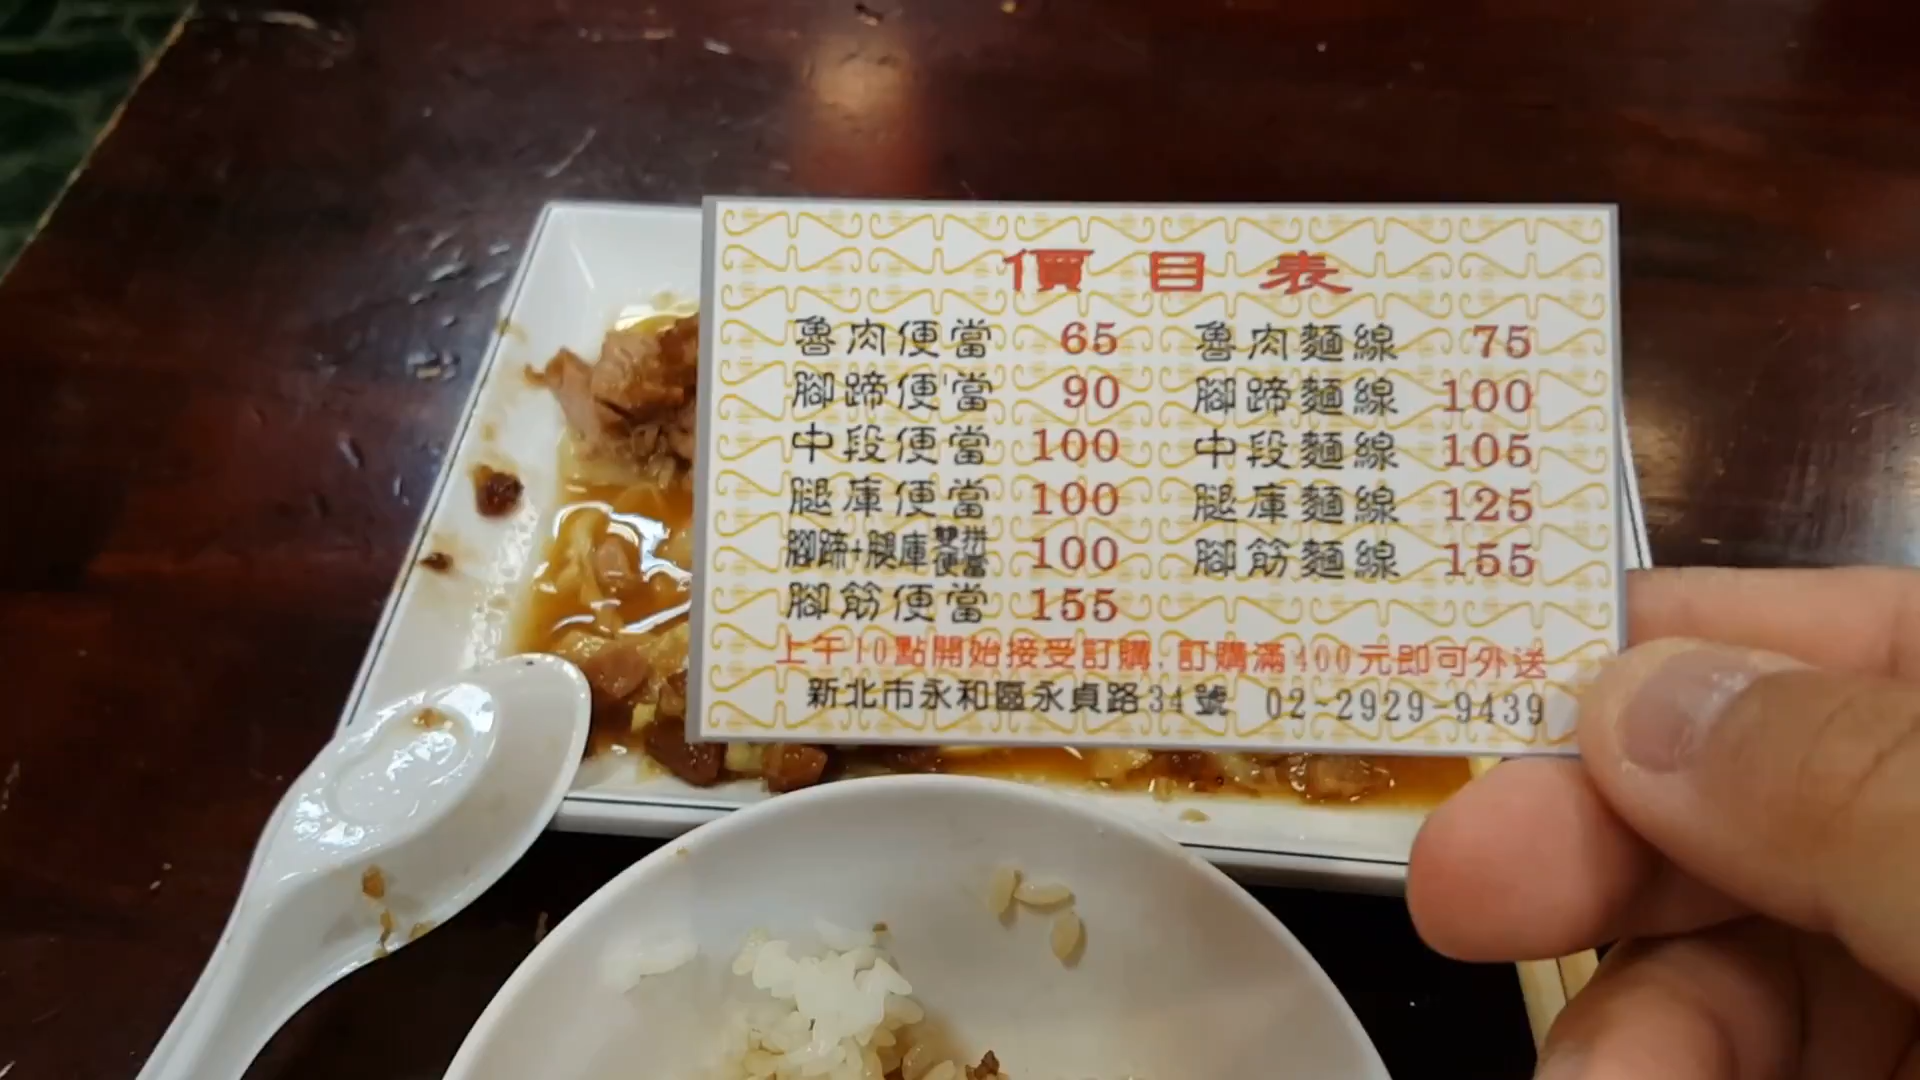 價目表
魯肉便當 65 魯肉麵線 75
腳蹄便當 90 腳蹄麵線 100
中段便當 100 中段麵線 105
腿庫便當 100 腿庫麵線 125
腳蹄+腿庫雙拼便當 100 腳筋麵線 155
腳筋便當 155
上午10點開始接受訂購,訂購滿400元即可外送
新北市永和區永貞路34號 02-2929-9439